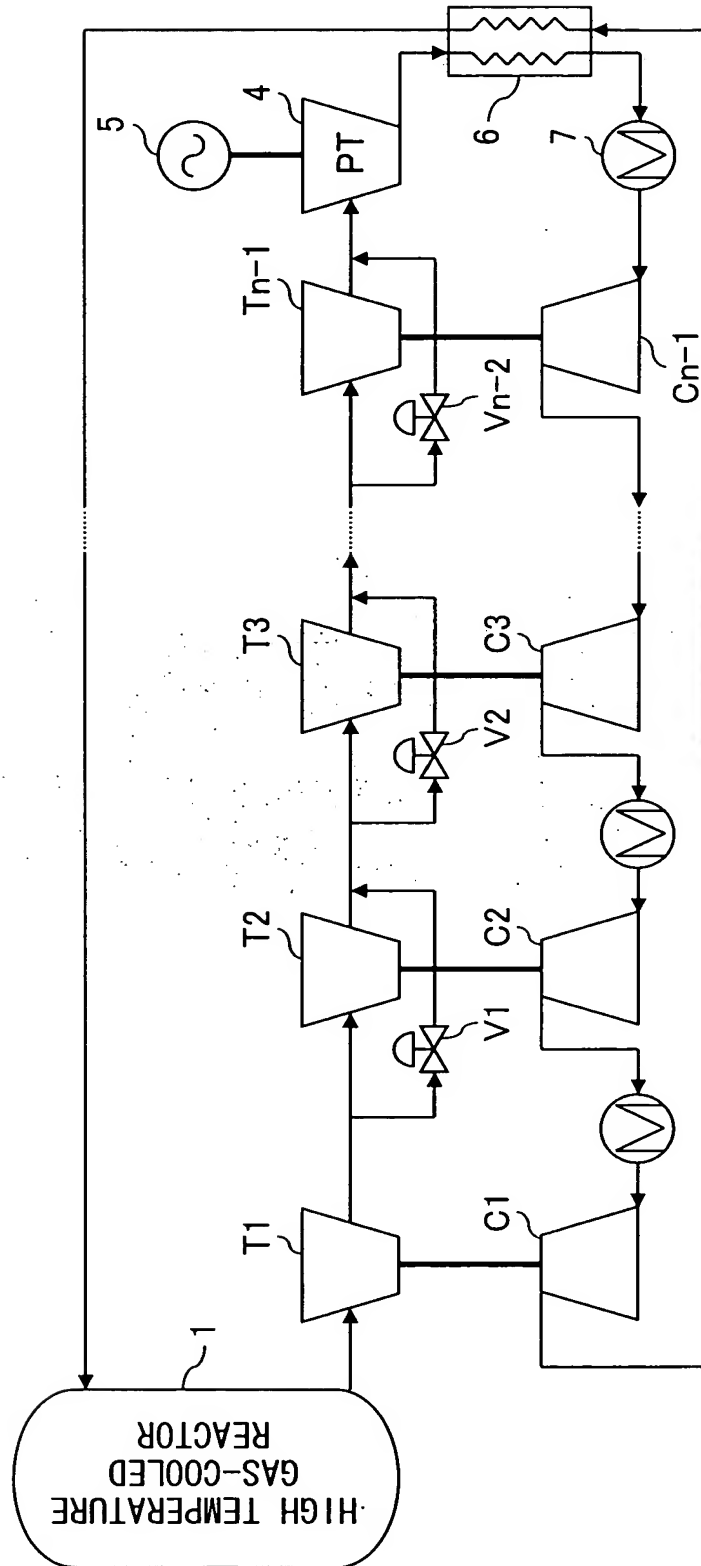 HIGH TEMPERATURE
GAS-COOLED
REACTOR
1
T1
T2
T3
Tn-1
PT
4
5
6
7
V1
V2
Vn-2
C1
C2
C3
Cn-1